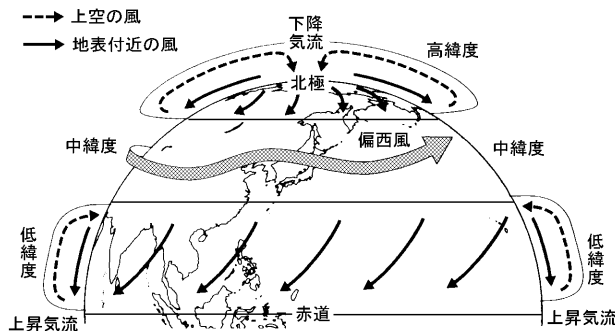 上空の風
地表付近の風
下降
気流
高緯度
北極
中緯度
偏西風
中緯度
低緯度
低緯度
上昇気流
赤道
上昇気流